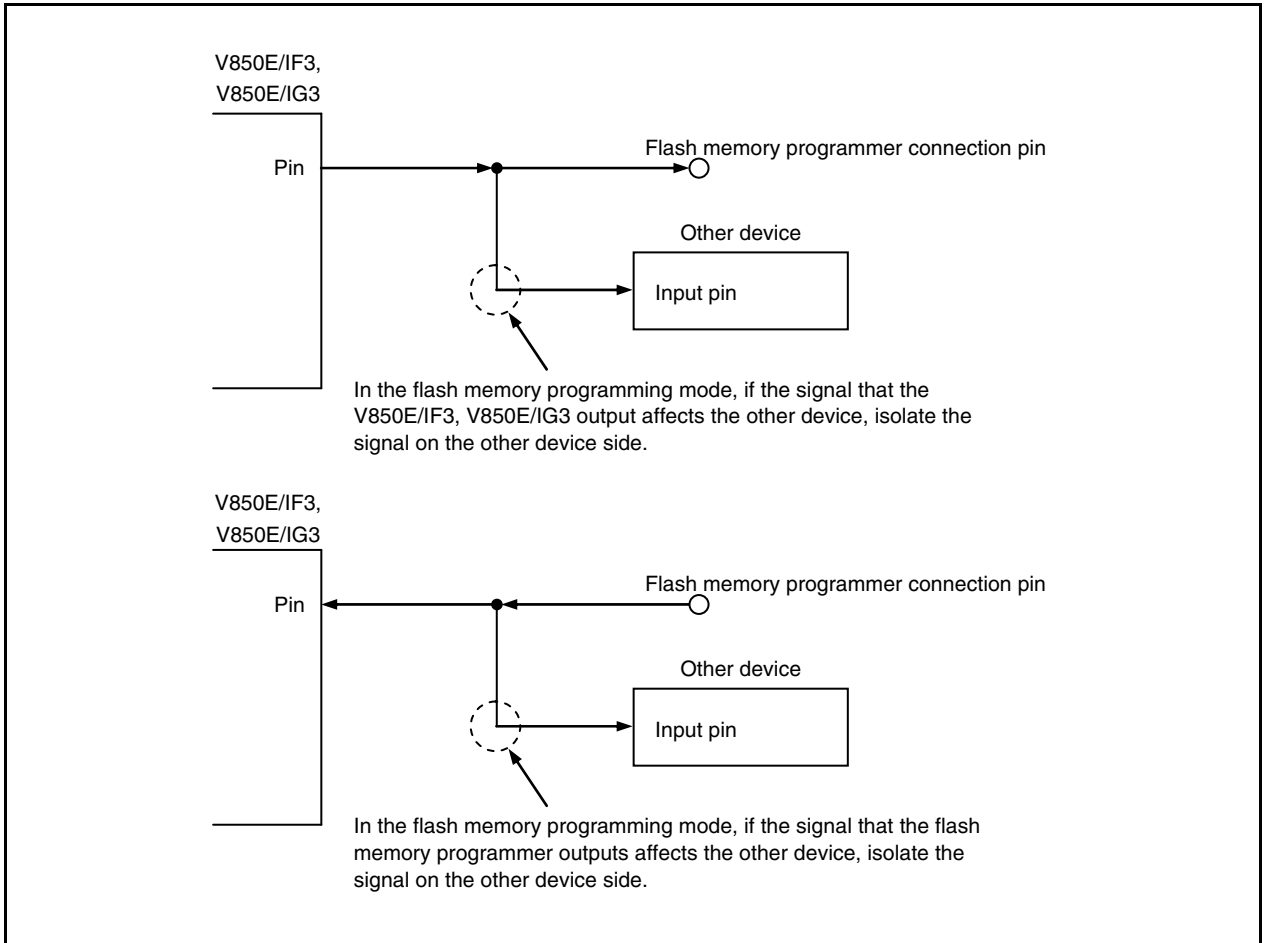 V850E/IF3,
V850E/IG3
Pin
Flash memory programmer connection pin
Other device
Input pin
In the flash memory programming mode, if the signal that the
V850E/IF3, V850E/IG3 output affects the other device, isolate the
signal on the other device side.
V850E/IF3,
V850E/IG3
Pin
Flash memory programmer connection pin
Other device
Input pin
In the flash memory programming mode, if the signal that the flash
memory programmer outputs affects the other device, isolate the
signal on the other device side.